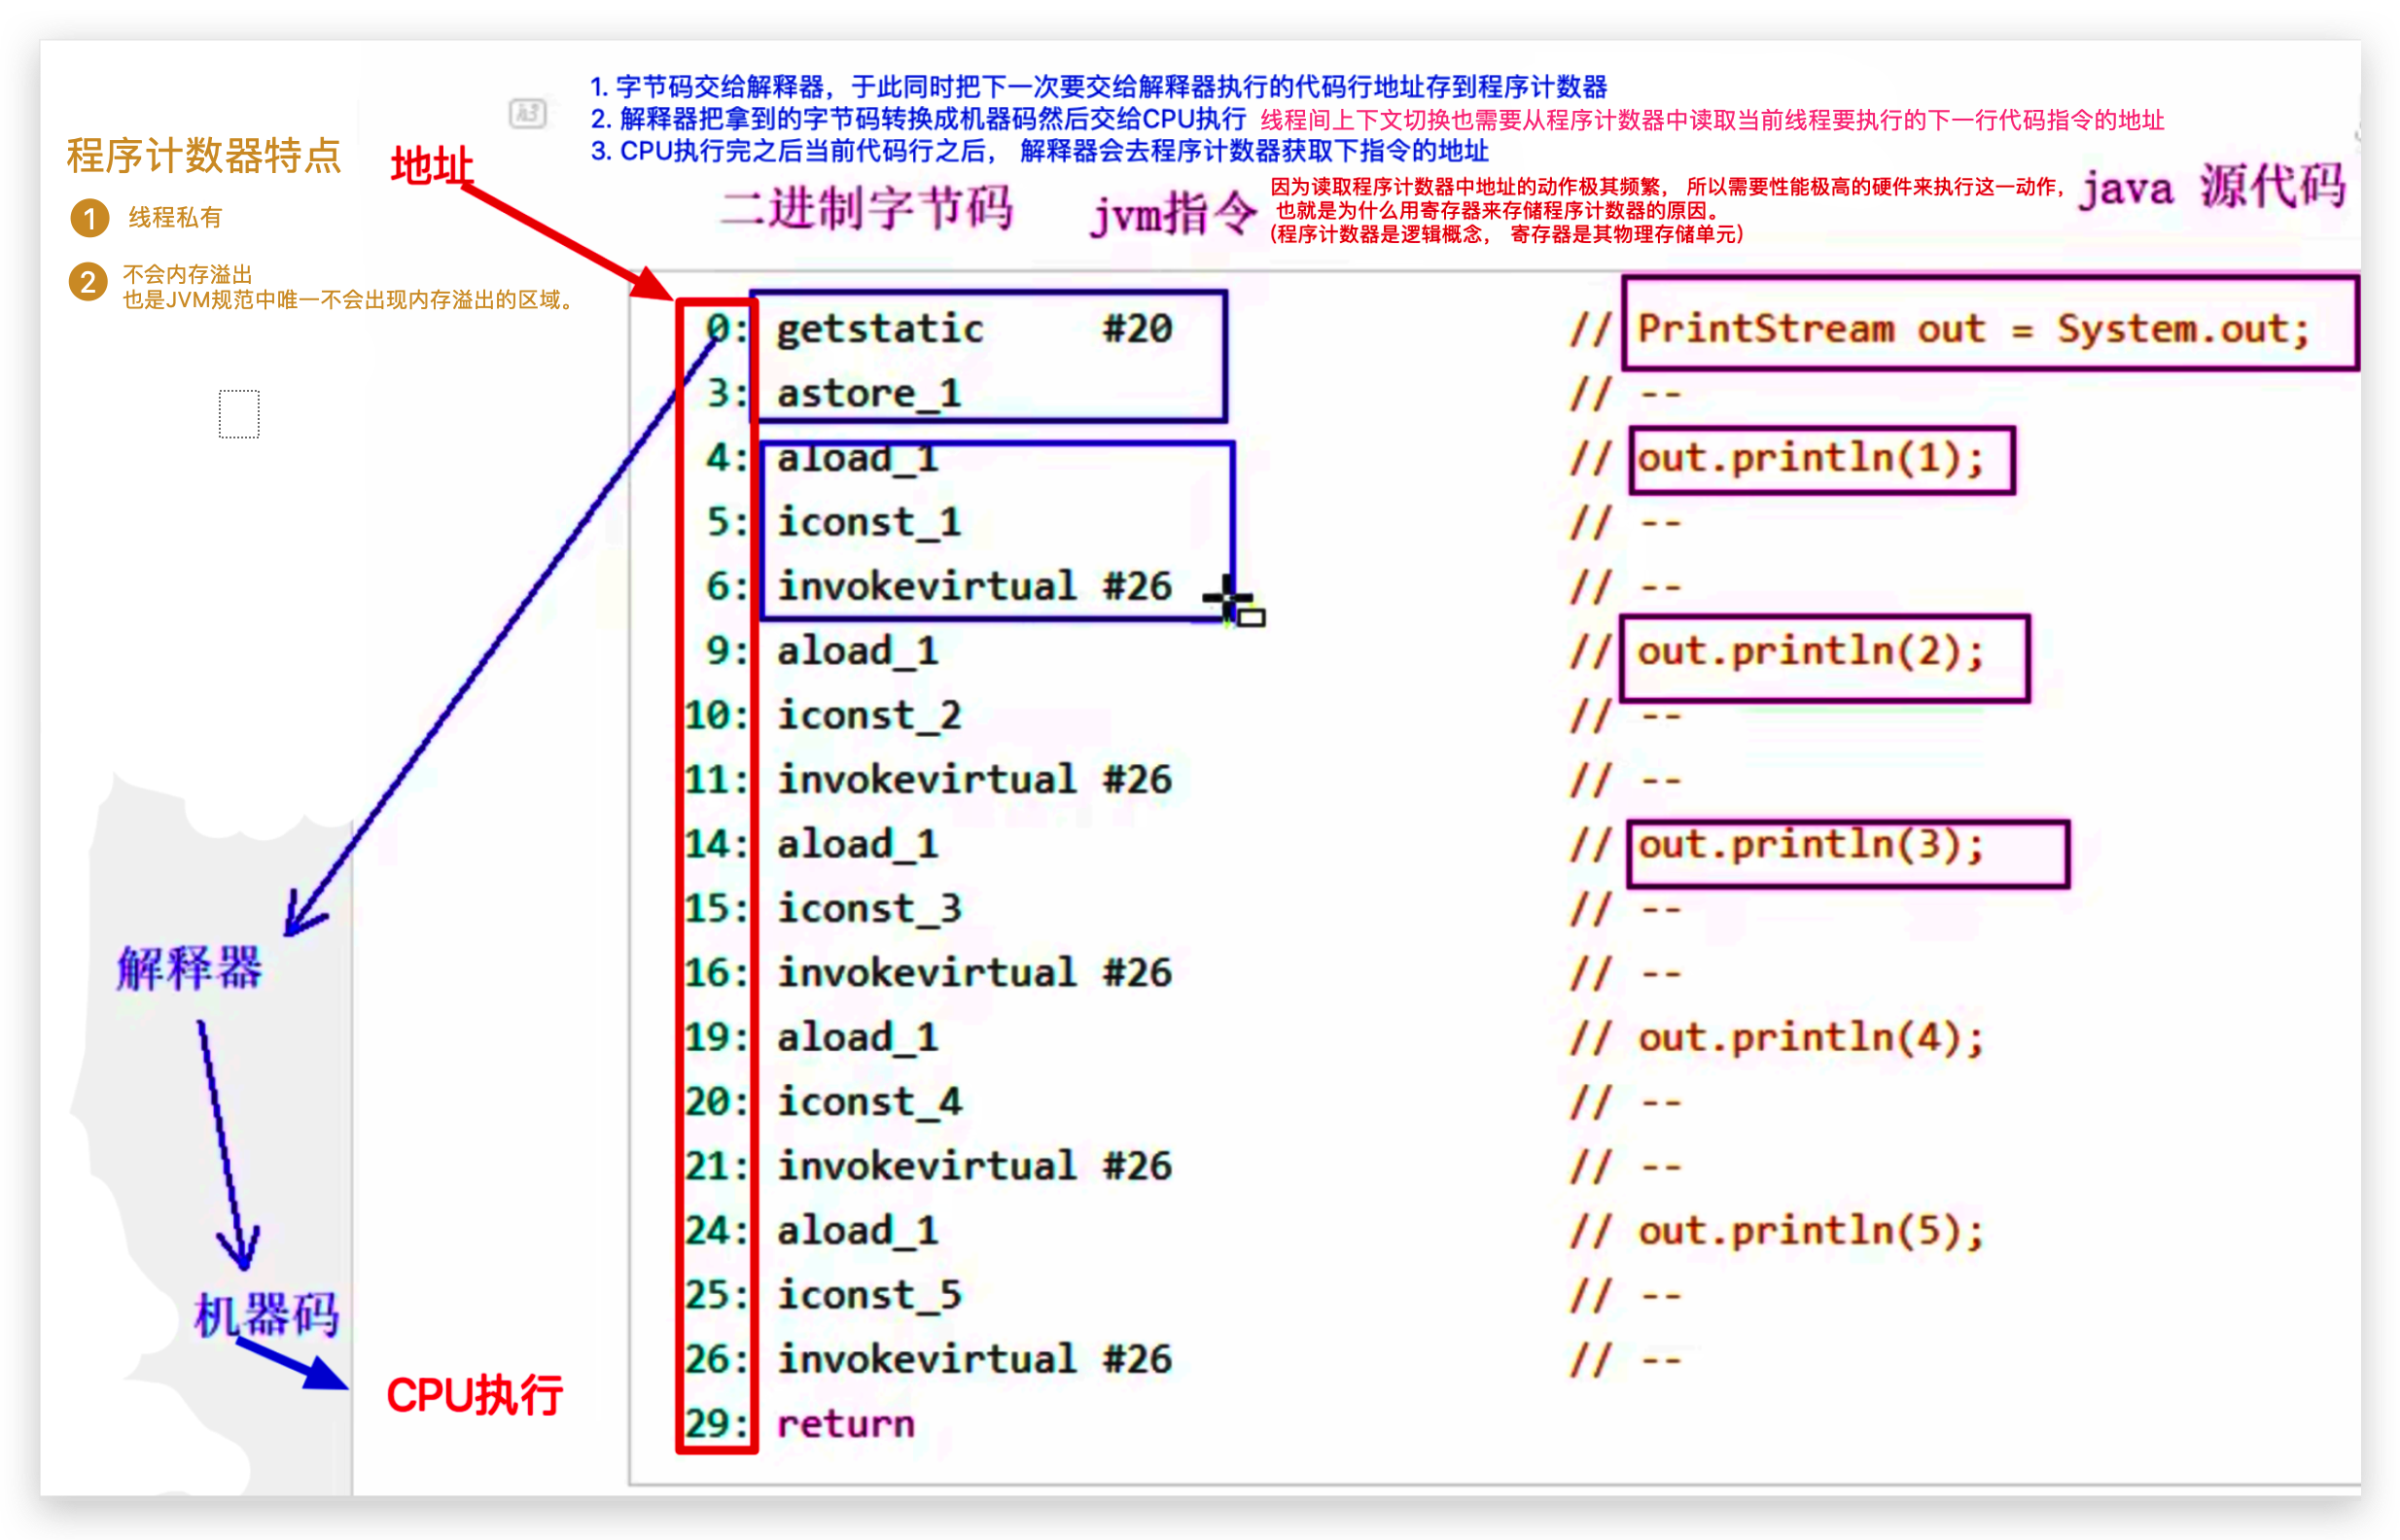 1. 字节码交给解释器，于此同时把下一次要交给解释器执行的代码行地址存到程序计数器
2. 解释器把拿到的字节码转换成机器码然后交给CPU执行 线程间上下文切换也需要从程序计数器中读取当前线程要执行的下一行代码指令的地址
3. CPU执行完之后当前代码行之后， 解释器会去程序计数器获取下指令的地址
程序计数器特点
1 线程私有
2 不会内存溢出
也是JVM规范中唯一不会出现内存溢出的区域。
地址
二进制字节码 jvm指令
因为读取程序计数器中地址的动作极其频繁， 所以需要性能极高的硬件来执行这一动作，
也就是为什么用寄存器来存储程序计数器的原因。
(程序计数器是逻辑概念， 寄存器是其物理存储单元)
java 源代码
0: getstatic #20 // PrintStream out = System.out;
3: astore_1 // --
4: aload_1 // out.println(1);
5: iconst_1 // --
6: invokevirtual #26 // --
9: aload_1 // out.println(2);
10: iconst_2 // --
11: invokevirtual #26 // --
14: aload_1 // out.println(3);
15: iconst_3 // --
16: invokevirtual #26 // --
19: aload_1 // out.println(4);
20: iconst_4 // --
21: invokevirtual #26 // --
24: aload_1 // out.println(5);
25: iconst_5 // --
26: invokevirtual #26 // --
29: return
解释器
机器码
CPU执行